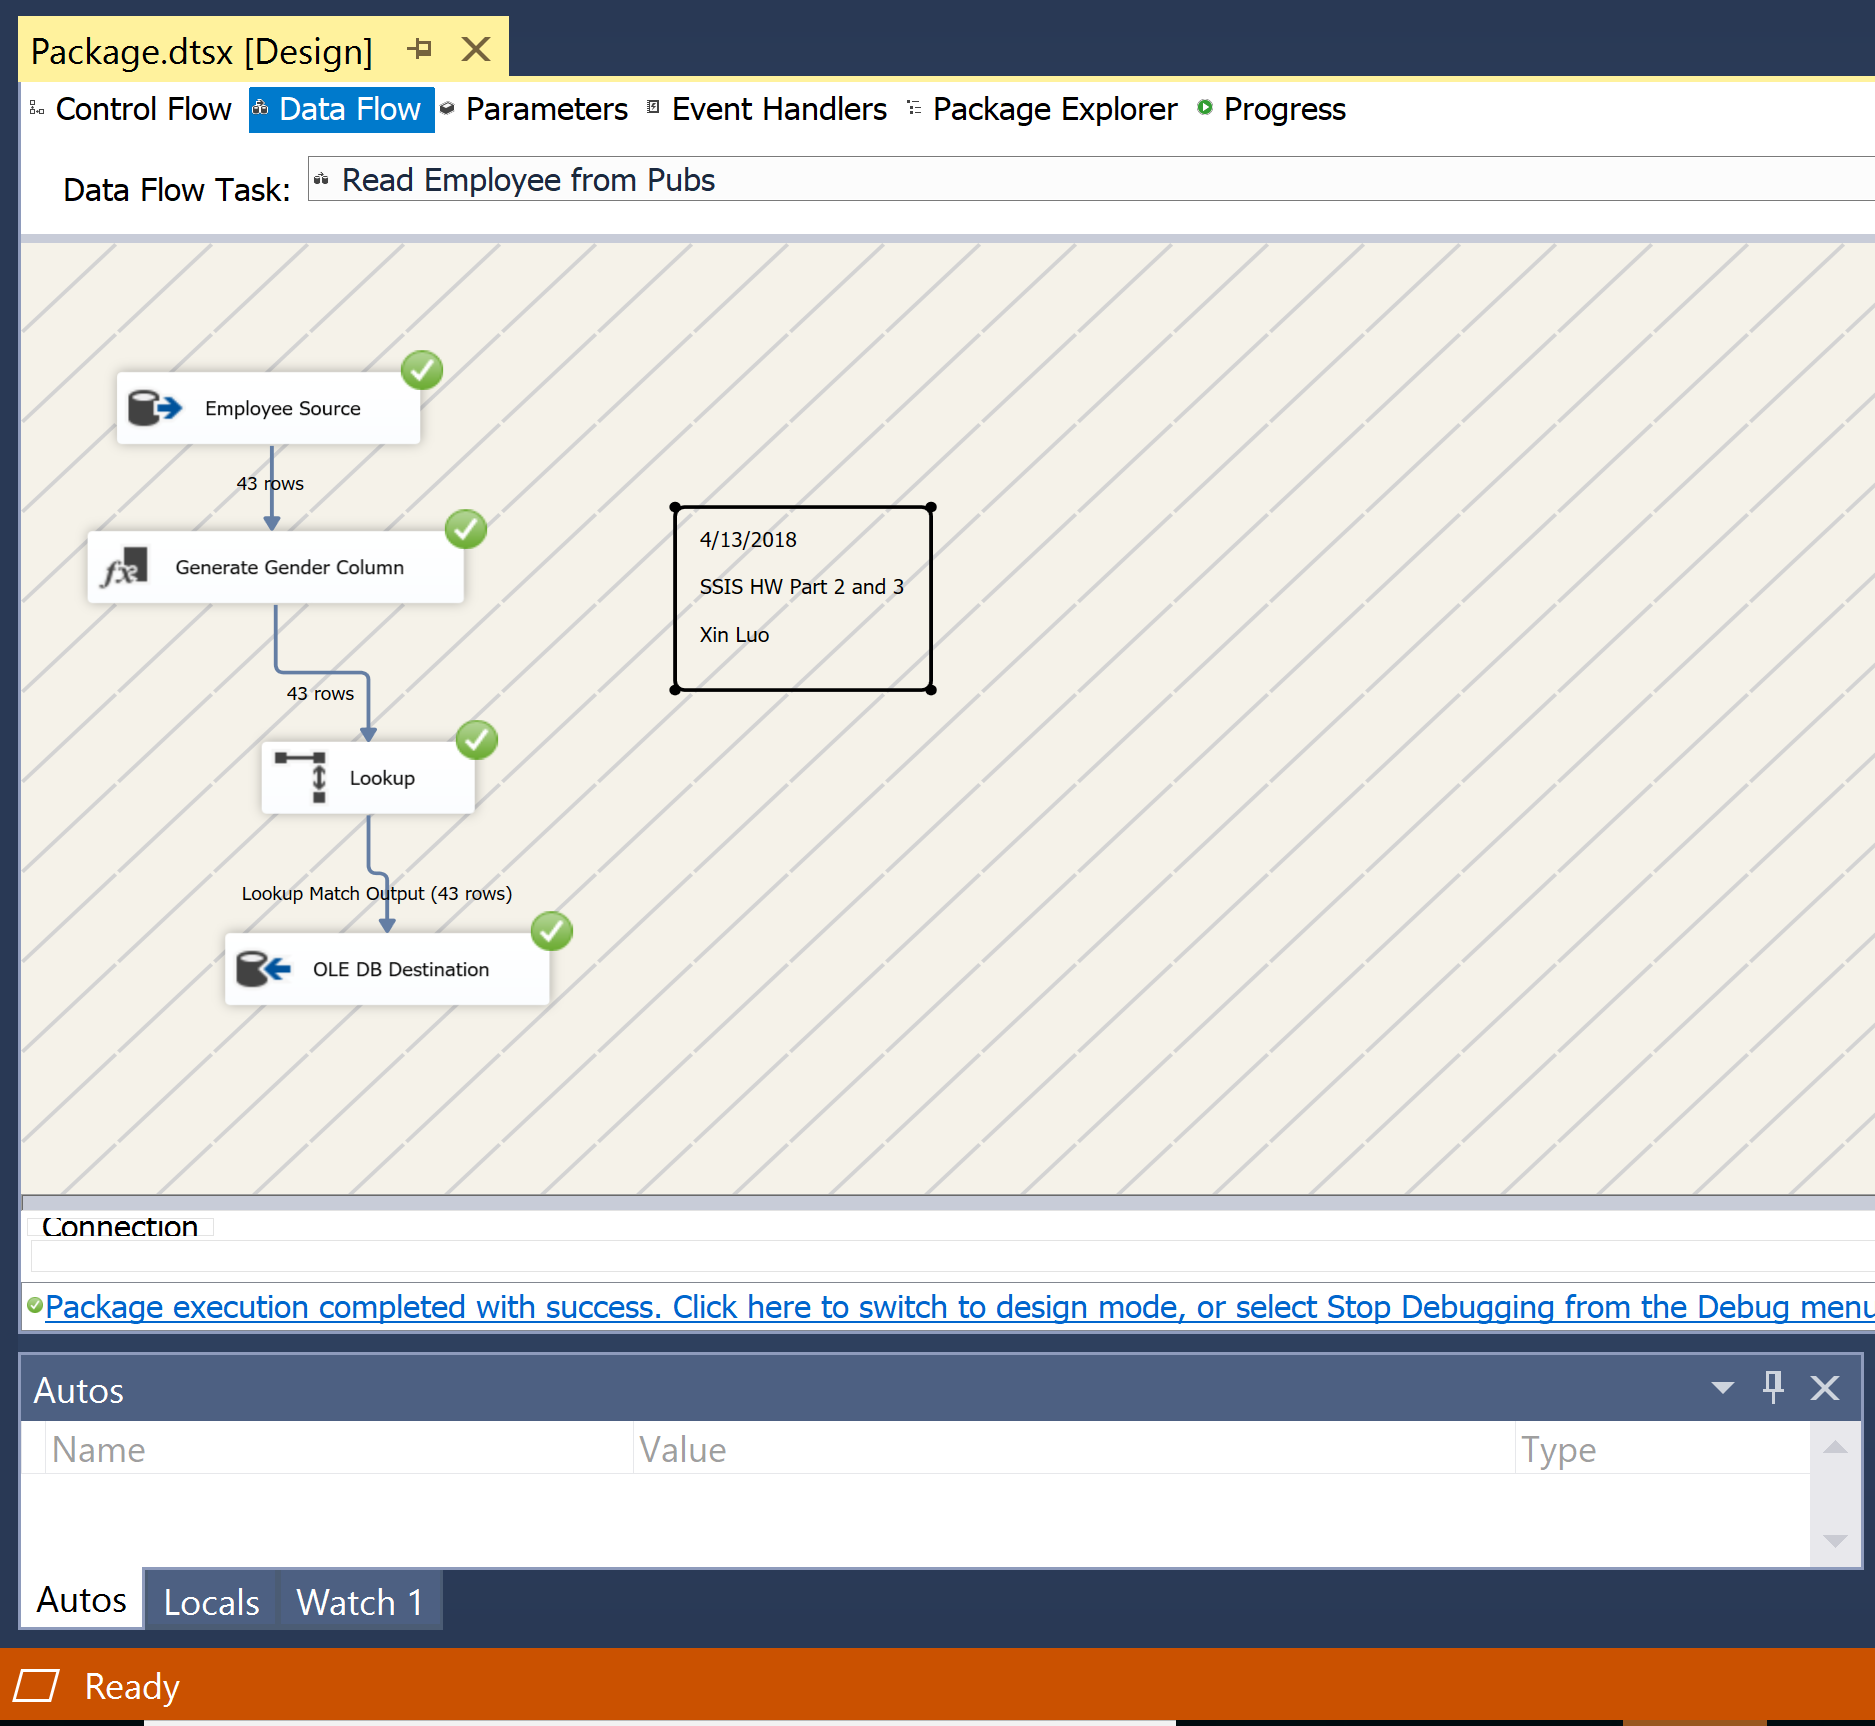 Package.dtsx [Design]
Control Flow Data Flow Parameters Event Handlers Package Explorer Progress
Data Flow Task: Read Employee from Pubs
Employee Source
43 rows
Generate Gender Column
43 rows
Lookup
Lookup Match Output (43 rows)
OLE DB Destination
4/13/2018
SSIS HW Part 2 and 3
Xin Luo
Connection
Package execution completed with success. Click here to switch to design mode, or select Stop Debugging from the Debug menu
Autos
Name Value Type
Autos Locals Watch 1
Ready